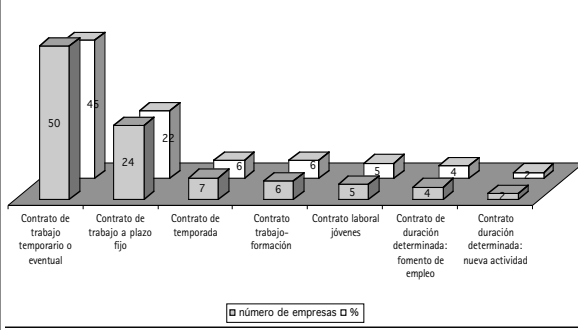 45
50
22
24
6
6
5
4
2
7
6
5
4
2
Contrato de
trabajo
temporario o
eventual
Contrato de
trabajo a plazo
fijo
Contrato de
temporada
Contrato
trabajo-
formación
Contrato laboral
jóvenes
Contrato de
duración
determinada:
fomento de
empleo
Contrato
duración
determinada:
nueva actividad
número de empresas
%